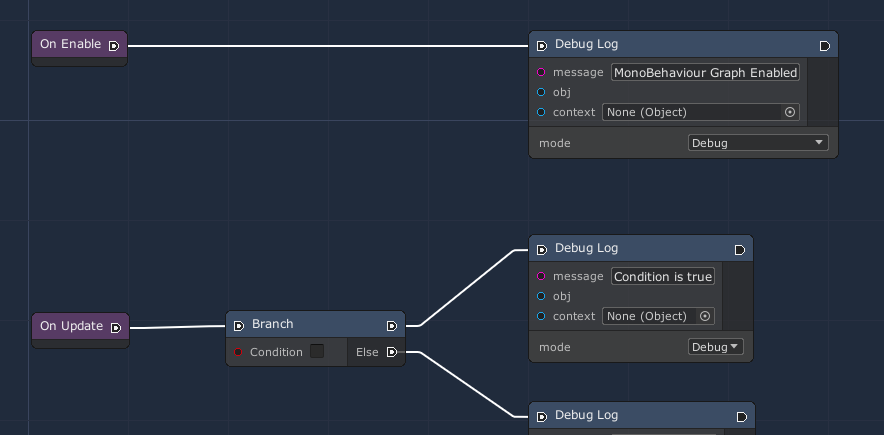 On Enable
Debug Log
message MonoBehaviour Graph Enabled
obj
context None (Object)
mode Debug
Debug Log
message Condition is true
obj
context None (Object)
mode Debug
On Update
Branch
Condition Else
Debug Log